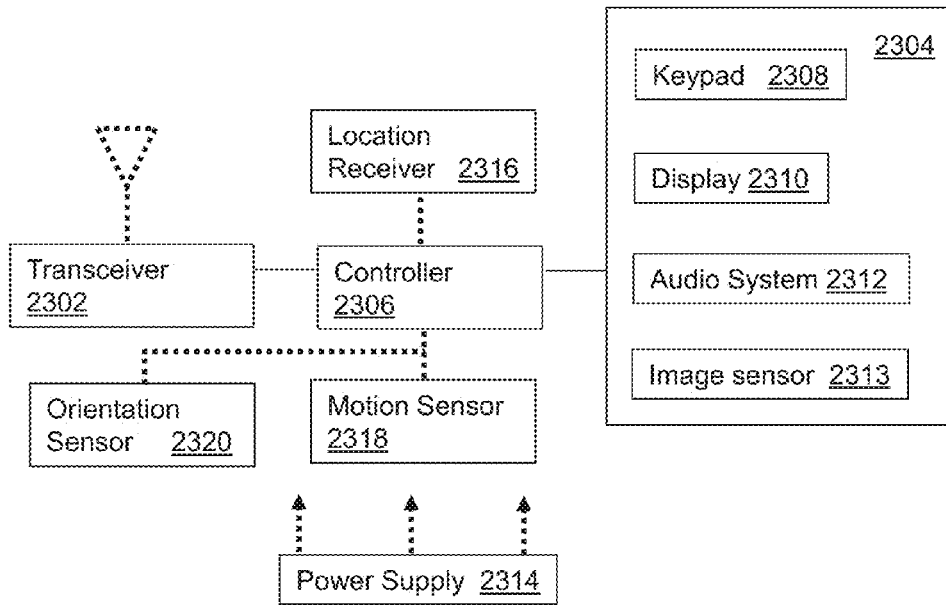 2304
Keypad 2308
Location
Receiver 2316
Display 2310
Transceiver
2302
Controller
2306
Audio System 2312
Image sensor 2313
Orientation
Sensor 2320
Motion Sensor
2318
Power Supply 2314